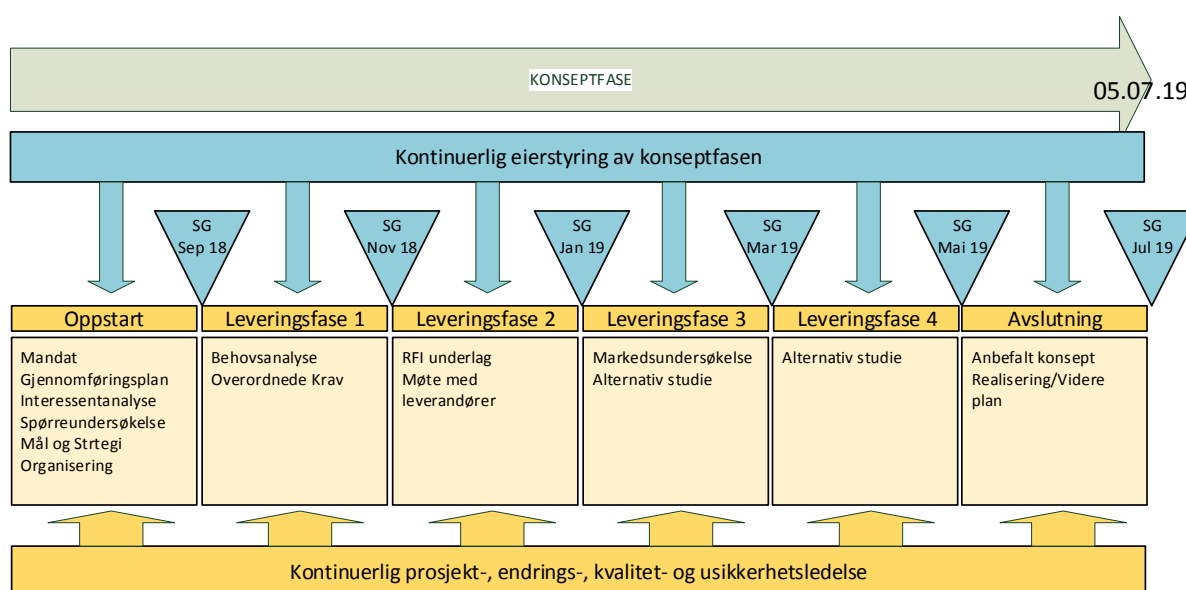 KONSEPTFASE
05.07.19
Kontinuerlig eierstyring av konseptfasen
SG
Sep 18
SG
Nov 18
SG
Jan 19
SG
Mar 19
SG
Mai 19
SG
Jul 19
Oppstart
Mandat
Gjennomføringsplan
Interessentanalyse
Spørreundersøkelse
Mål og Strtegi
Organisering
Leveringsfase 1
Behovsanalyse
Overordnede Krav
Leveringsfase 2
RFI underlag
Møte med
leverandører
Leveringsfase 3
Markedsundersøkelse
Alternativ studie
Leveringsfase 4
Alternativ studie
Avslutning
Anbefalt konsept
Realisering/Videre
plan
Kontinuerlig prosjekt-, endrings-, kvalitet- og usikkerhetsledelse